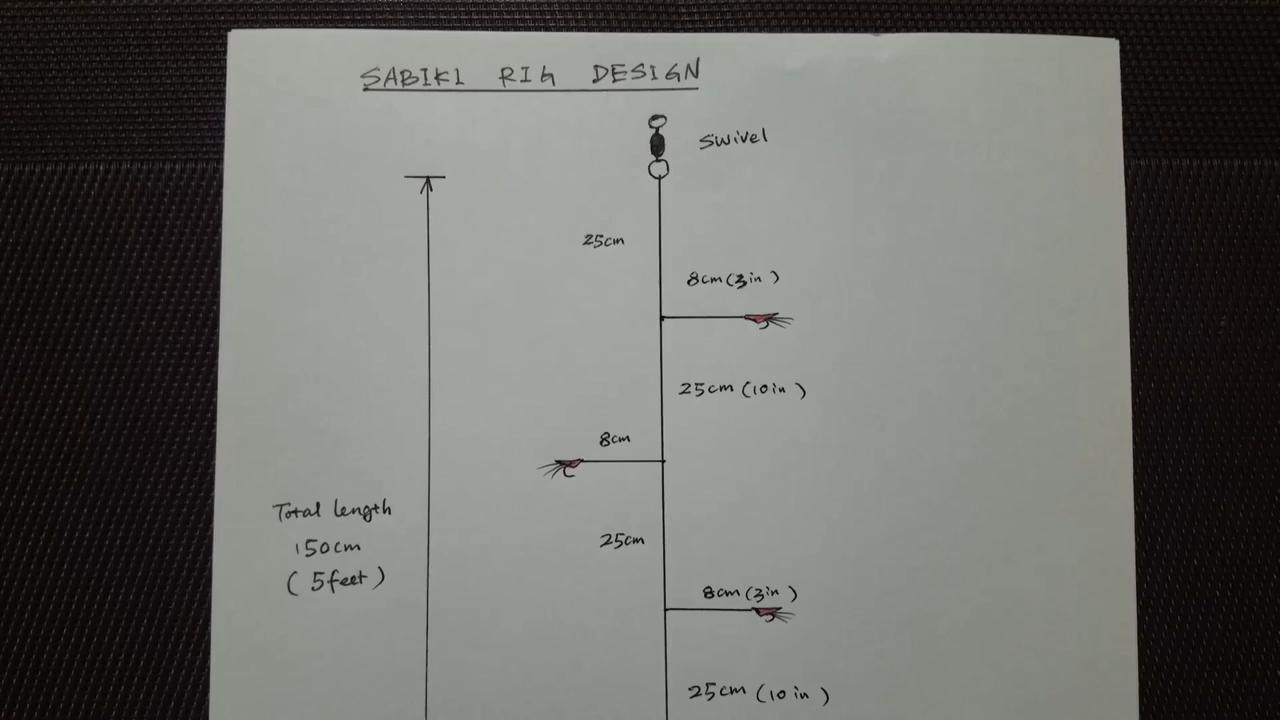 SABIKI RIG DESIGN
Swivel
25cm
8cm (3in)
25cm (10in)
8cm
Total length
150cm
(5feet)
25cm
8cm (3in)
25cm (10in)